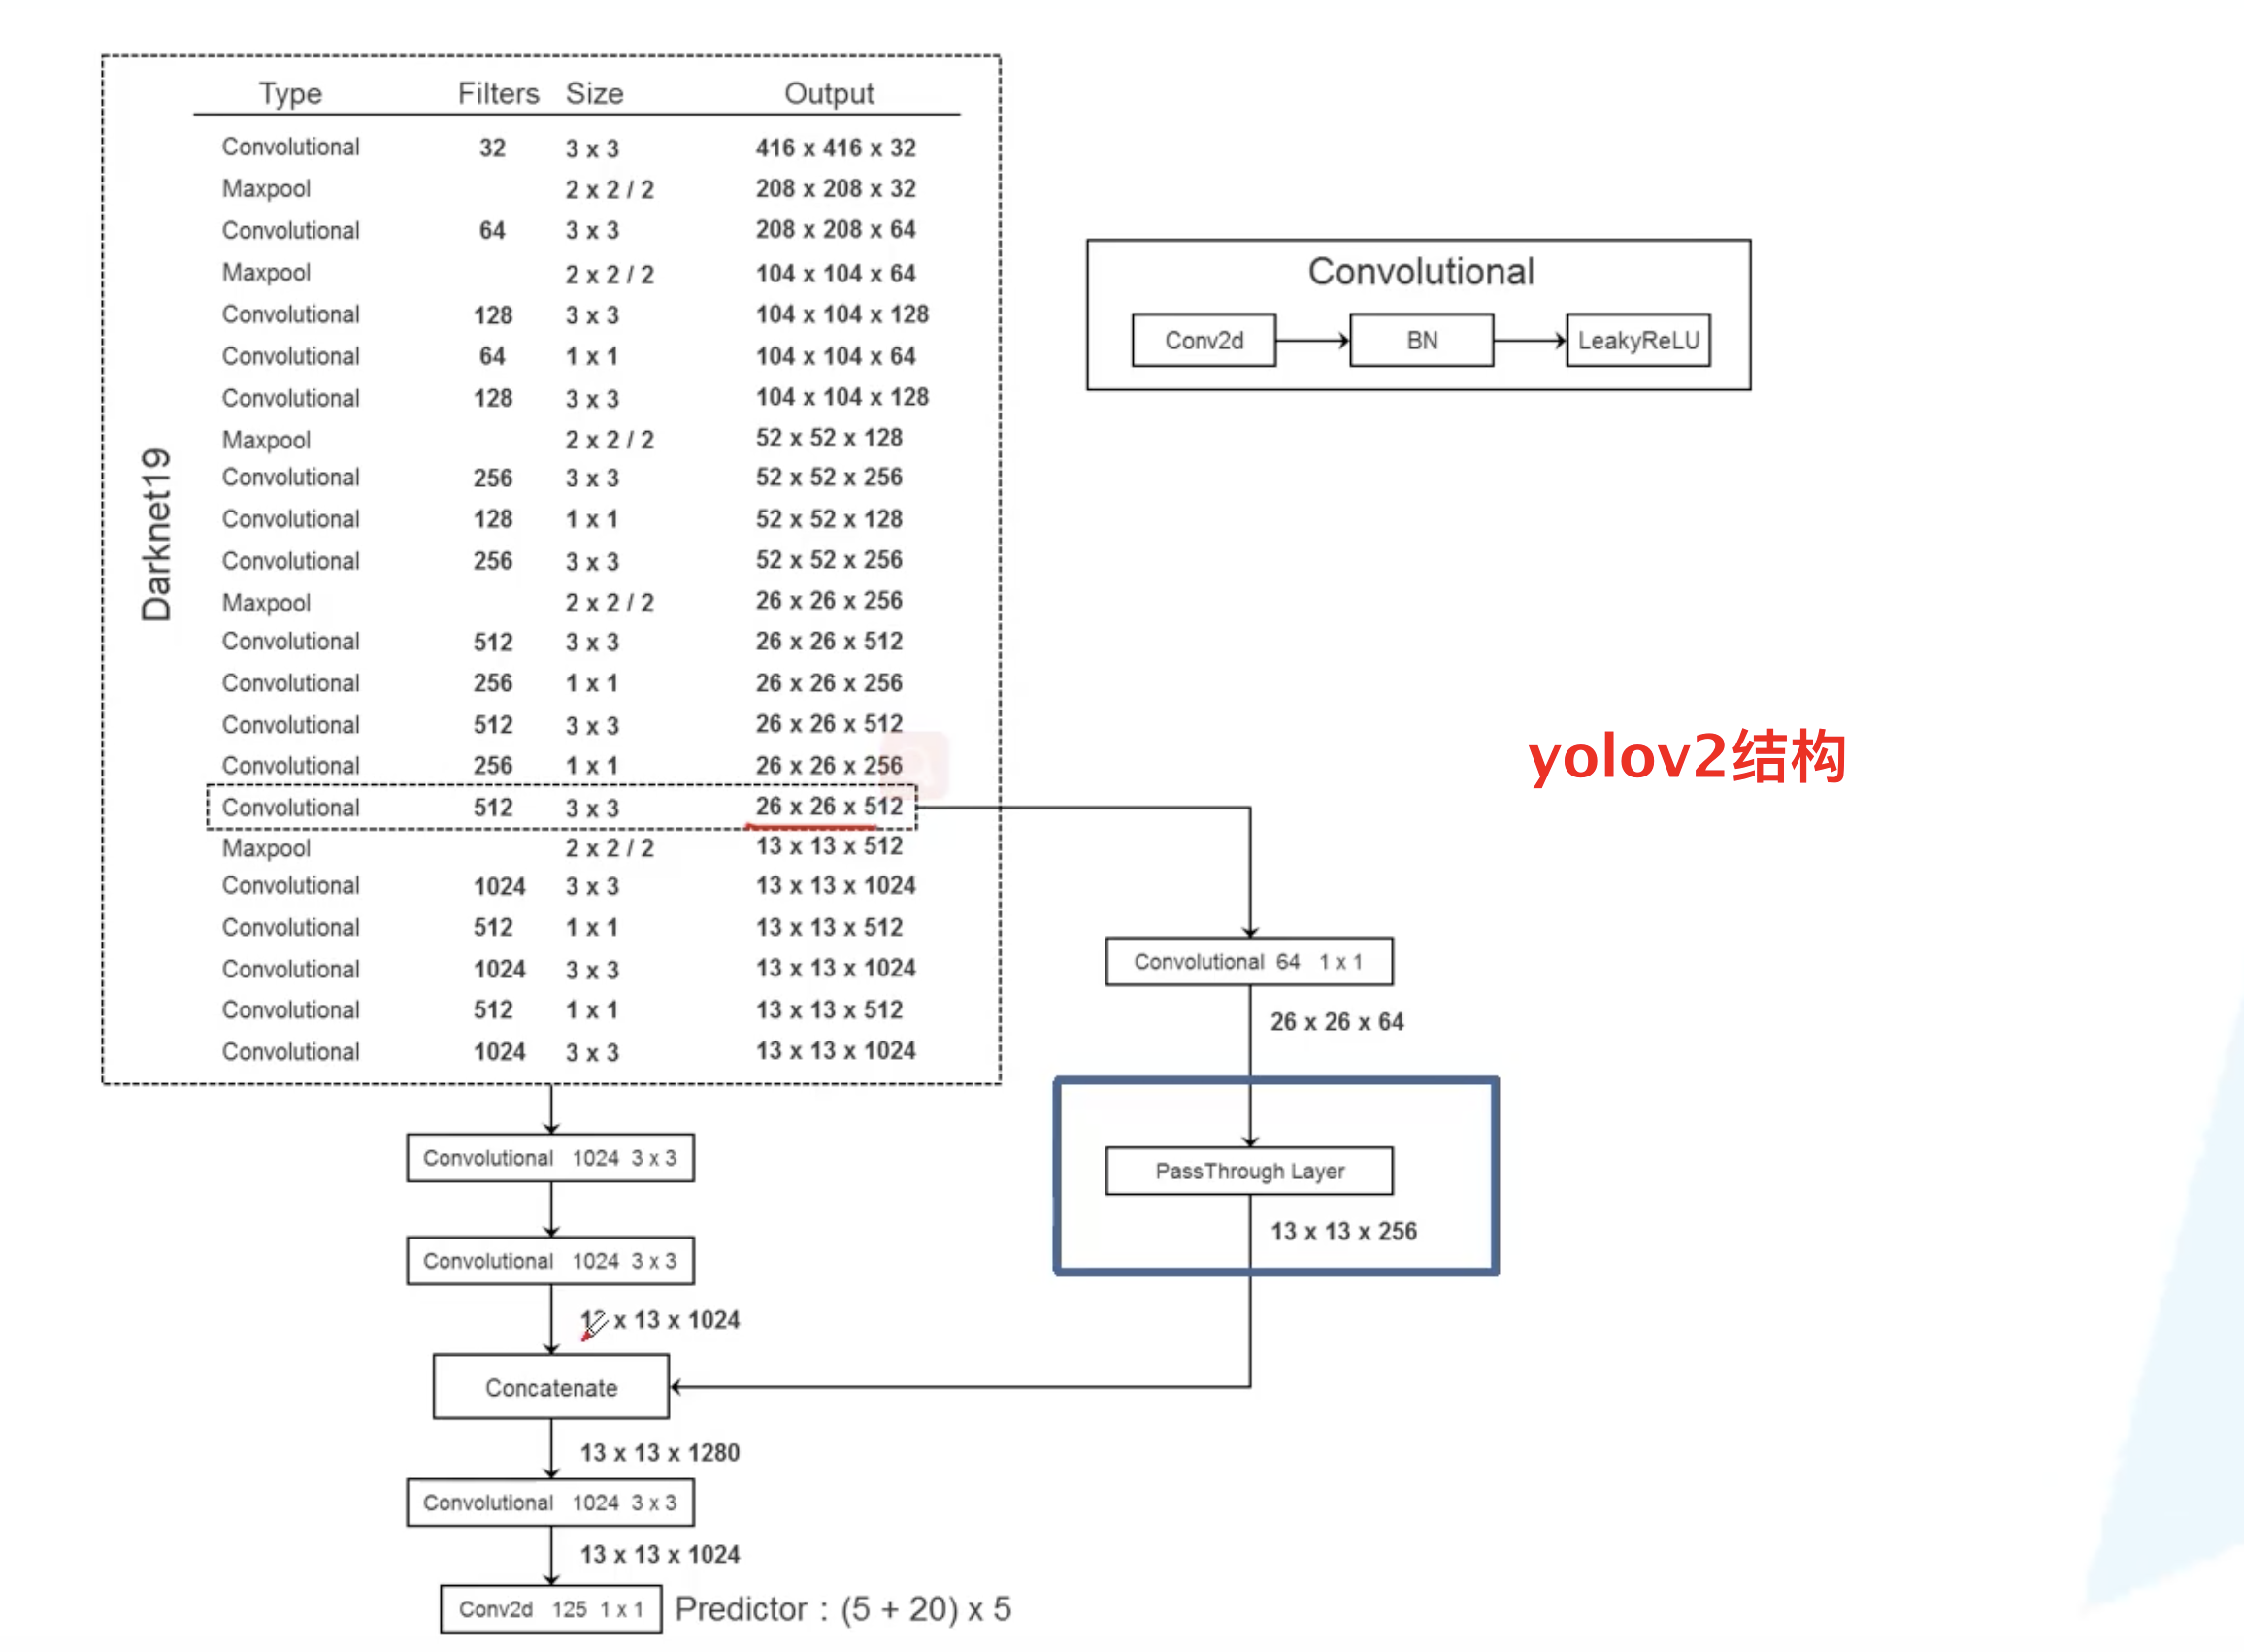 Type Filters Size Output
Convolutional 32 3 x 3 416 x 416 x 32
Maxpool 2 x 2 / 2 208 x 208 x 32
Convolutional 64 3 x 3 208 x 208 x 64
Maxpool 2 x 2 / 2 104 x 104 x 64
Convolutional 128 3 x 3 104 x 104 x 128
Convolutional 64 1 x 1 104 x 104 x 64
Convolutional 128 3 x 3 104 x 104 x 128
Maxpool 2 x 2 / 2 52 x 52 x 128
Convolutional 256 3 x 3 52 x 52 x 256
Convolutional 128 1 x 1 52 x 52 x 128
Convolutional 256 3 x 3 52 x 52 x 256
Maxpool 2 x 2 / 2 26 x 26 x 256
Convolutional 512 3 x 3 26 x 26 x 512
Convolutional 256 1 x 1 26 x 26 x 256
Convolutional 512 3 x 3 26 x 26 x 512
Convolutional 256 1 x 1 26 x 26 x 256
Convolutional 512 3 x 3 26 x 26 x 512
Maxpool 2 x 2 / 2 13 x 13 x 512
Convolutional 1024 3 x 3 13 x 13 x 1024
Convolutional 512 1 x 1 13 x 13 x 512
Convolutional 1024 3 x 3 13 x 13 x 1024
Convolutional 512 1 x 1 13 x 13 x 512
Convolutional 1024 3 x 3 13 x 13 x 1024
Darknet19
Convolutional
Conv2d BN LeakyReLU
yolov2结构
Convolutional 64 1 x 1
26 x 26 x 64
PassThrough Layer
13 x 13 x 256
Convolutional 1024 3 x 3
Convolutional 1024 3 x 3
13 x 13 x 1024
Concatenate
13 x 13 x 1280
Convolutional 1024 3 x 3
13 x 13 x 1024
Conv2d 125 1 x 1 Predictor : (5 + 20) x 5